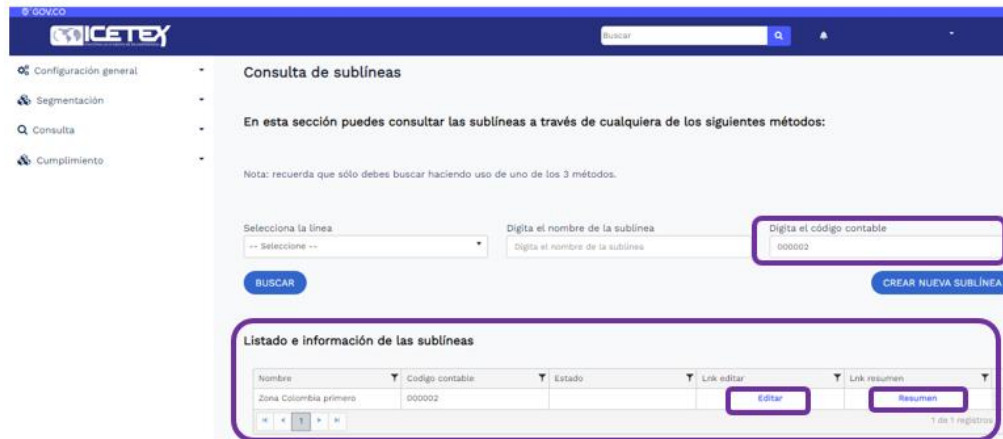 GOV.CO
ICETEX
Buscar
Configuración general
Segmentación
Consulta
Cumplimiento
Consulta de sublíneas
En esta sección puedes consultar las sublíneas a través de cualquiera de los siguientes métodos:
Nota: recuerda que sólo debes buscar haciendo uso de uno de los 3 métodos.
Selecciona la línea Digita el nombre de la sublínea Digita el código contable
-- Seleccione -- Digita el nombre de la sublínea 000002
BUSCAR CREAR NUEVA SUBLÍNEA
Listado e información de las sublíneas
Nombre Codigo contable Estado Lnk editar Lnk resumen
Zona Colombia primero 000002 Editar Resumen
1 1 de 1 registros